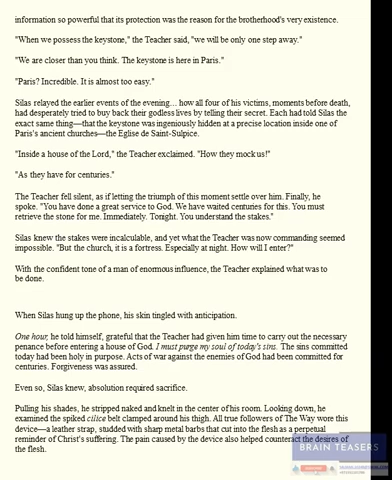 information so powerful that its protection was the reason for the brotherhood's very existence.
"When we possess the keystone," the Teacher said, "we will be only one step away."
"We are closer than you think. The keystone is here in Paris."
"Paris? Incredible. It is almost too easy."
Silas relayed the earlier events of the evening... how all four of his victims, moments before death,
had desperately tried to buy back their godless lives by telling their secret. Each had told Silas the
exact same thing—that the keystone was ingeniously hidden at a precise location inside one of
Paris's ancient churches—the Eglise de Saint-Sulpice.
"Inside a house of the Lord," the Teacher exclaimed. "How they mock us!"
"As they have for centuries."
The Teacher fell silent, as if letting the triumph of this moment settle over him. Finally, he
spoke. "You have done a great service to God. We have waited centuries for this. You must
retrieve the stone for me. Immediately. Tonight. You understand the stakes."
Silas knew the stakes were incalculable, and yet what the Teacher was now commanding seemed
impossible. "But the church, it is a fortress. Especially at night. How will I enter?"
With the confident tone of a man of enormous influence, the Teacher explained what was to
be done.
When Silas hung up the phone, his skin tingled with anticipation.
One hour, he told himself, grateful that the Teacher had given him time to carry out the necessary
penance before entering a house of God. I must purge my soul of today's sins. The sins committed
today had been holy in purpose. Acts of war against the enemies of God had been committed for
centuries. Forgiveness was assured.
Even so, Silas knew, absolution required sacrifice.
Pulling his shades, he stripped naked and knelt in the center of his room. Looking down, he
examined the spiked cilice belt clamped around his thigh. All true followers of The Way wore this
device—a leather strap, studded with sharp metal barbs that cut into the flesh as a perpetual
reminder of Christ's suffering. The pain caused by the device also helped counteract the desires of
the flesh.
BRAIN TEASERS